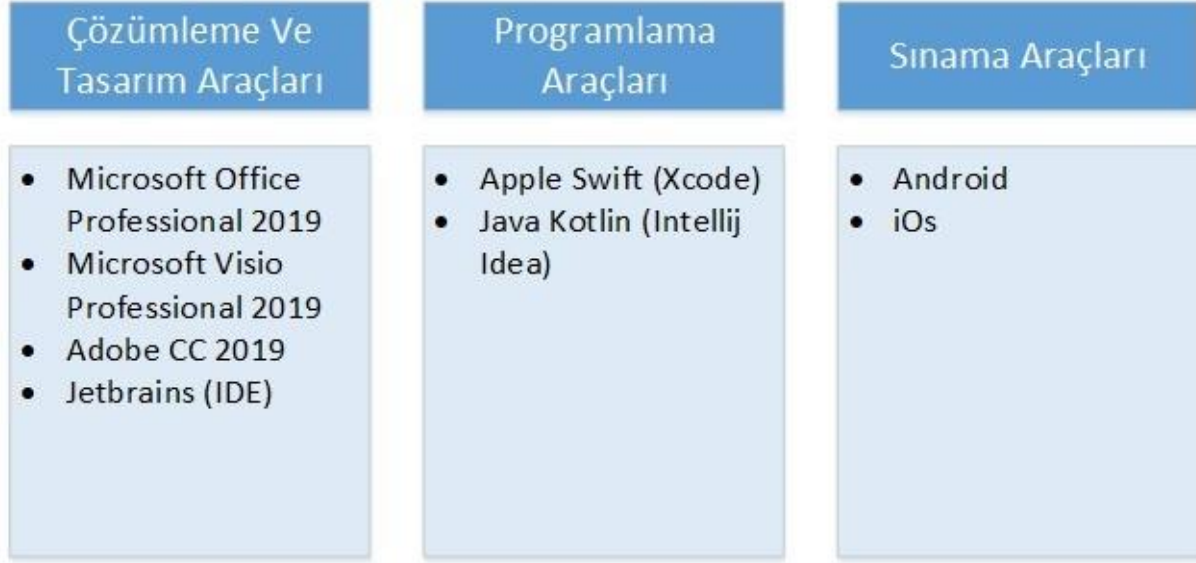 Çözümleme Ve
Tasarım Araçları
• Microsoft Office
Professional 2019
• Microsoft Visio
Professional 2019
• Adobe CC 2019
• Jetbrains (IDE)
Programlama
Araçları
• Apple Swift (Xcode)
• Java Kotlin (Intellij
Idea)
Sınama Araçları
• Android
• iOs